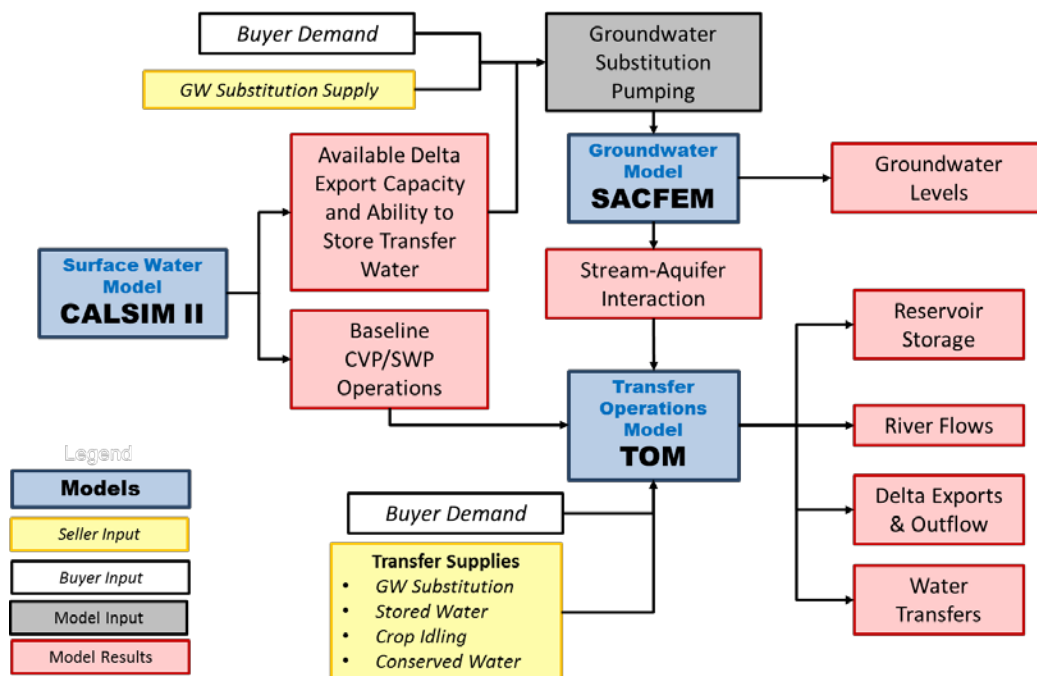 Buyer Demand
GW Substitution Supply
Groundwater
Substitution
Pumping
Available Delta
Export Capacity
and Ability to
Store Transfer
Water
Groundwater
Model
SACFEM
Groundwater
Levels
Surface Water
Model
CALSIM II
Stream-Aquifer
Interaction
Baseline
CVP/SWP
Operations
Transfer
Operations
Model
TOM
Reservoir
Storage
River Flows
Delta Exports
& Outflow
Water
Transfers
Buyer Demand
Transfer Supplies
• GW Substitution
• Stored Water
• Crop Idling
• Conserved Water
Legend
Models
Seller Input
Buyer Input
Model Input
Model Results